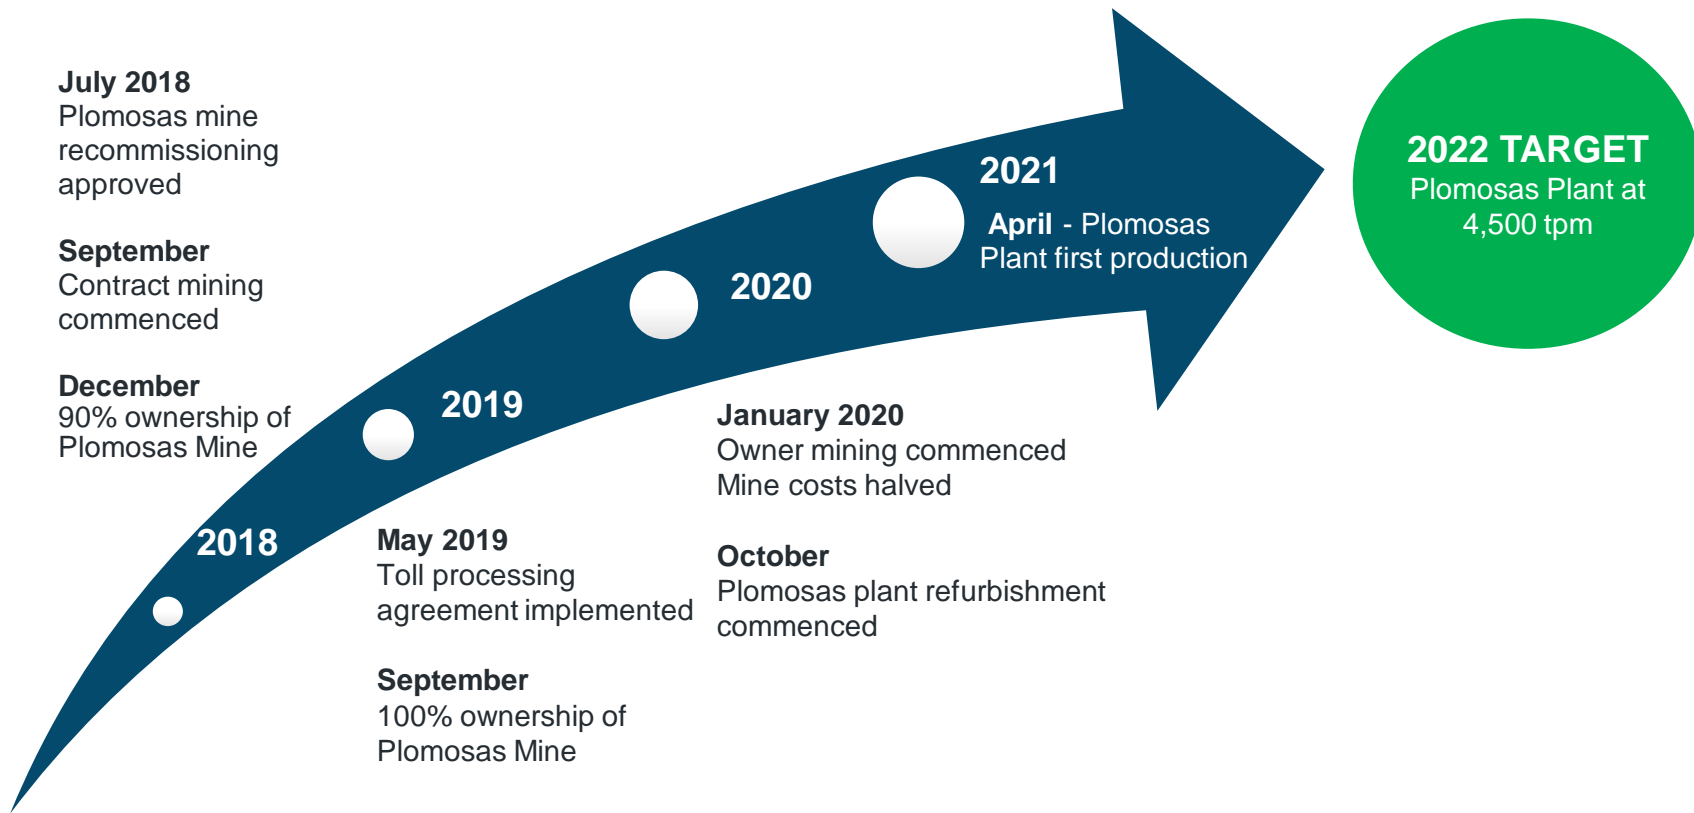 July 2018
Plomosas mine
recommissioning
approved
September
Contract mining
commenced
December
90% ownership of
Plomosas Mine
2018
2019
May 2019
Toll processing
agreement implemented
September
100% ownership of
Plomosas Mine
2020
January 2020
Owner mining commenced
Mine costs halved
October
Plomosas plant refurbishment
commenced
2021
April - Plomosas
Plant first production
2022 TARGET
Plomosas Plant at
4,500 tpm